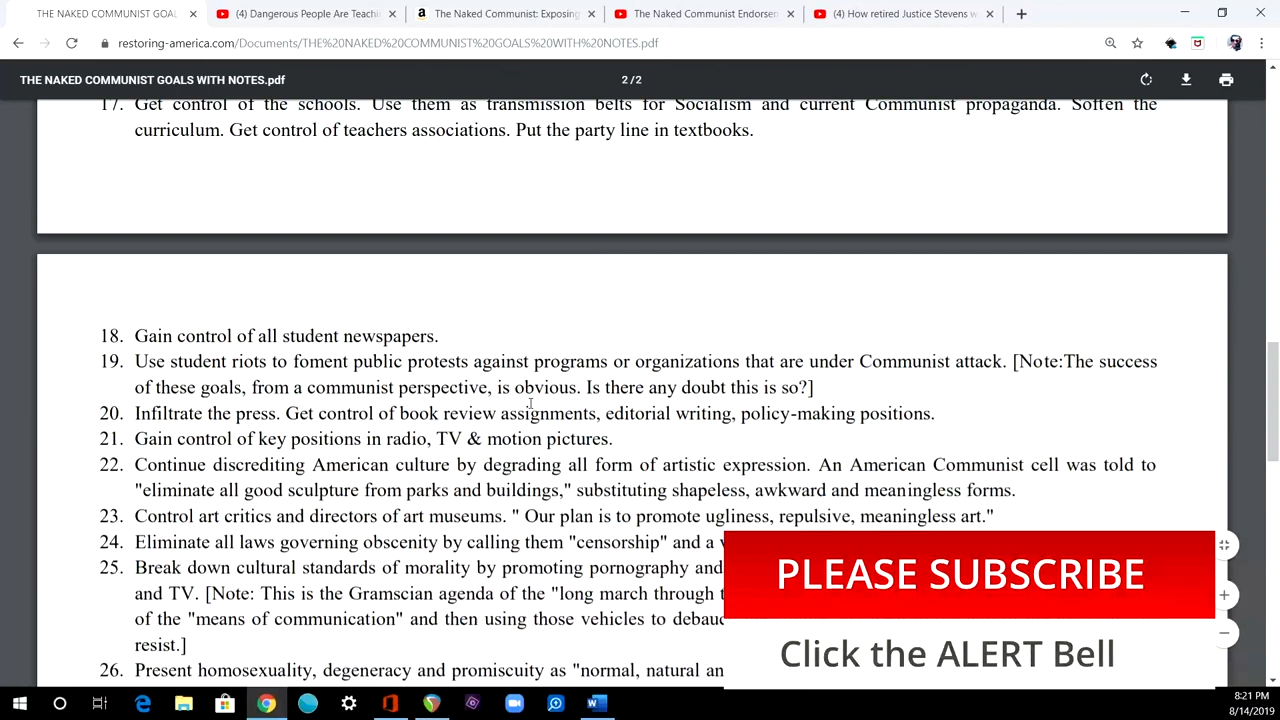 THE NAKED COMMUNIST GOAL
(4) Dangerous People Are Teachi
The Naked Communist: Exposing
The Naked Communist Endorsen
(4) How retired Justice Stevens w
restoring-america.com/Documents/THE%20NAKED%20COMMUNIST%20GOALS%20WITH%20NOTES.pdf
THE NAKED COMMUNIST GOALS WITH NOTES.pdf
2 / 2
17. Get control of the schools. Use them as transmission belts for Socialism and current Communist propaganda. Soften the
curriculum. Get control of teachers associations. Put the party line in textbooks.
18. Gain control of all student newspapers.
19. Use student riots to foment public protests against programs or organizations that are under Communist attack. [Note:The success
of these goals, from a communist perspective, is obvious. Is there any doubt this is so?]
20. Infiltrate the press. Get control of book review assignments, editorial writing, policy-making positions.
21. Gain control of key positions in radio, TV & motion pictures.
22. Continue discrediting American culture by degrading all form of artistic expression. An American Communist cell was told to
"eliminate all good sculpture from parks and buildings," substituting shapeless, awkward and meaningless forms.
23. Control art critics and directors of art museums. " Our plan is to promote ugliness, repulsive, meaningless art."
24. Eliminate all laws governing obscenity by calling them "censorship" and a v
25. Break down cultural standards of morality by promoting pornography and
and TV. [Note: This is the Gramscian agenda of the "long march through t
of the "means of communication" and then using those vehicles to debauc
resist.]
26. Present homosexuality, degeneracy and promiscuity as "normal, natural an
PLEASE SUBSCRIBE
Click the ALERT Bell
8:21 PM
8/14/2019